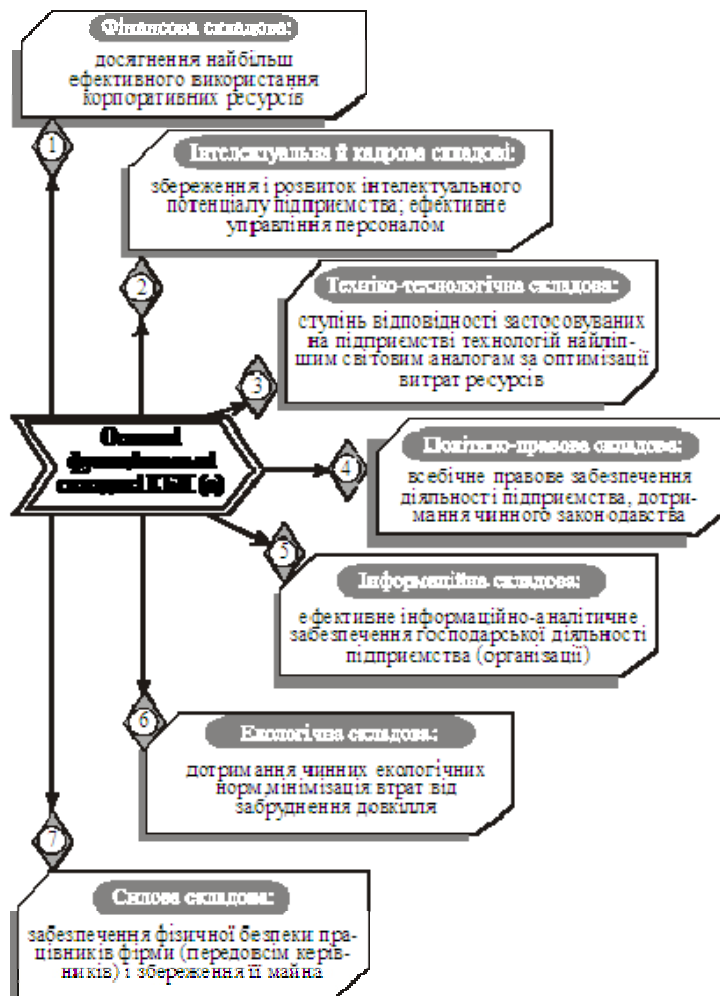 Фінансова складова:
досягнення найбільш
ефективного використання
корпоративних ресурсів
1
Інтелектуальна й кадрова складові:
збереження і розвиток інтелектуального
потенціалу підприємства; ефективне
управління персоналом
2
Техніко-технологічна складова:
ступінь відповідності застосовуваних
на підприємстві технологій найліп-
шим світовим аналогам за оптимізації
витрат ресурсів
3
Основні
функціональні
складові ЕБП (о)
Політико-правова складова:
всебічне правове забезпечення
діяльності підприємства, дотри-
мання чинного законодавства
4
5
Інформаційна складова:
ефективне інформаційно-аналітичне
забезпечення господарської діяльності
підприємства (організації)
6
Екологічна складова:
дотримання чинних екологічних
норм,мінімізація втрат від
забруднення довкілля
7
Силова складова:
забезпечення фізичної безпеки пра-
цівників фірми (передовсім керів-
ників) і збереження її майна